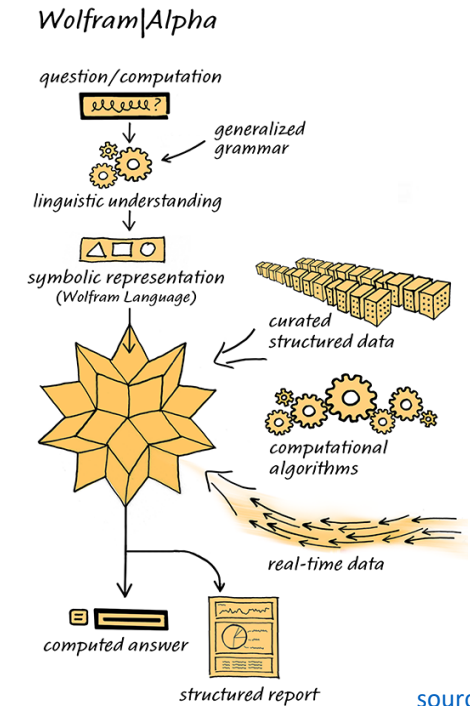 Wolfram|Alpha
question/computation
?
generalized
grammar
linguistic understanding
symbolic representation
(Wolfram Language)
curated
structured data
computational
algorithms
real-time data
computed answer
structured report